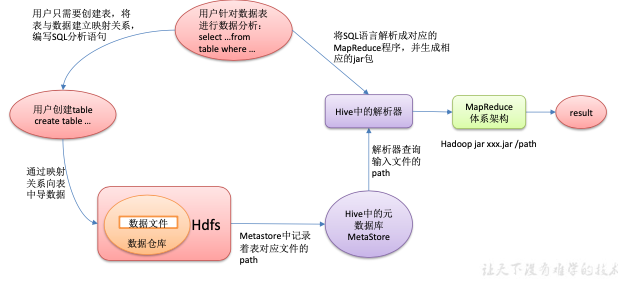 用户只需要创建表，将
表与数据建立映射关系，
编写SQL分析语句
用户针对数据表
进行数据分析：
select ...from
table where ...
将SQL语言解析成对应的
MapReduce程序，并生成相
应的jar包
用户创建table
create table ...
Hive中的解析器
MapReduce
体系架构
result
Hadoop jar xxx.jar /path
通过映射
关系向表
中导数据
解析器查询
输入文件的
path
数据文件
数据仓库
Hdfs
Metastore中记录
着表对应文件的
path
Hive中的元
数据库
MetaStore
让天下没有难学的技术